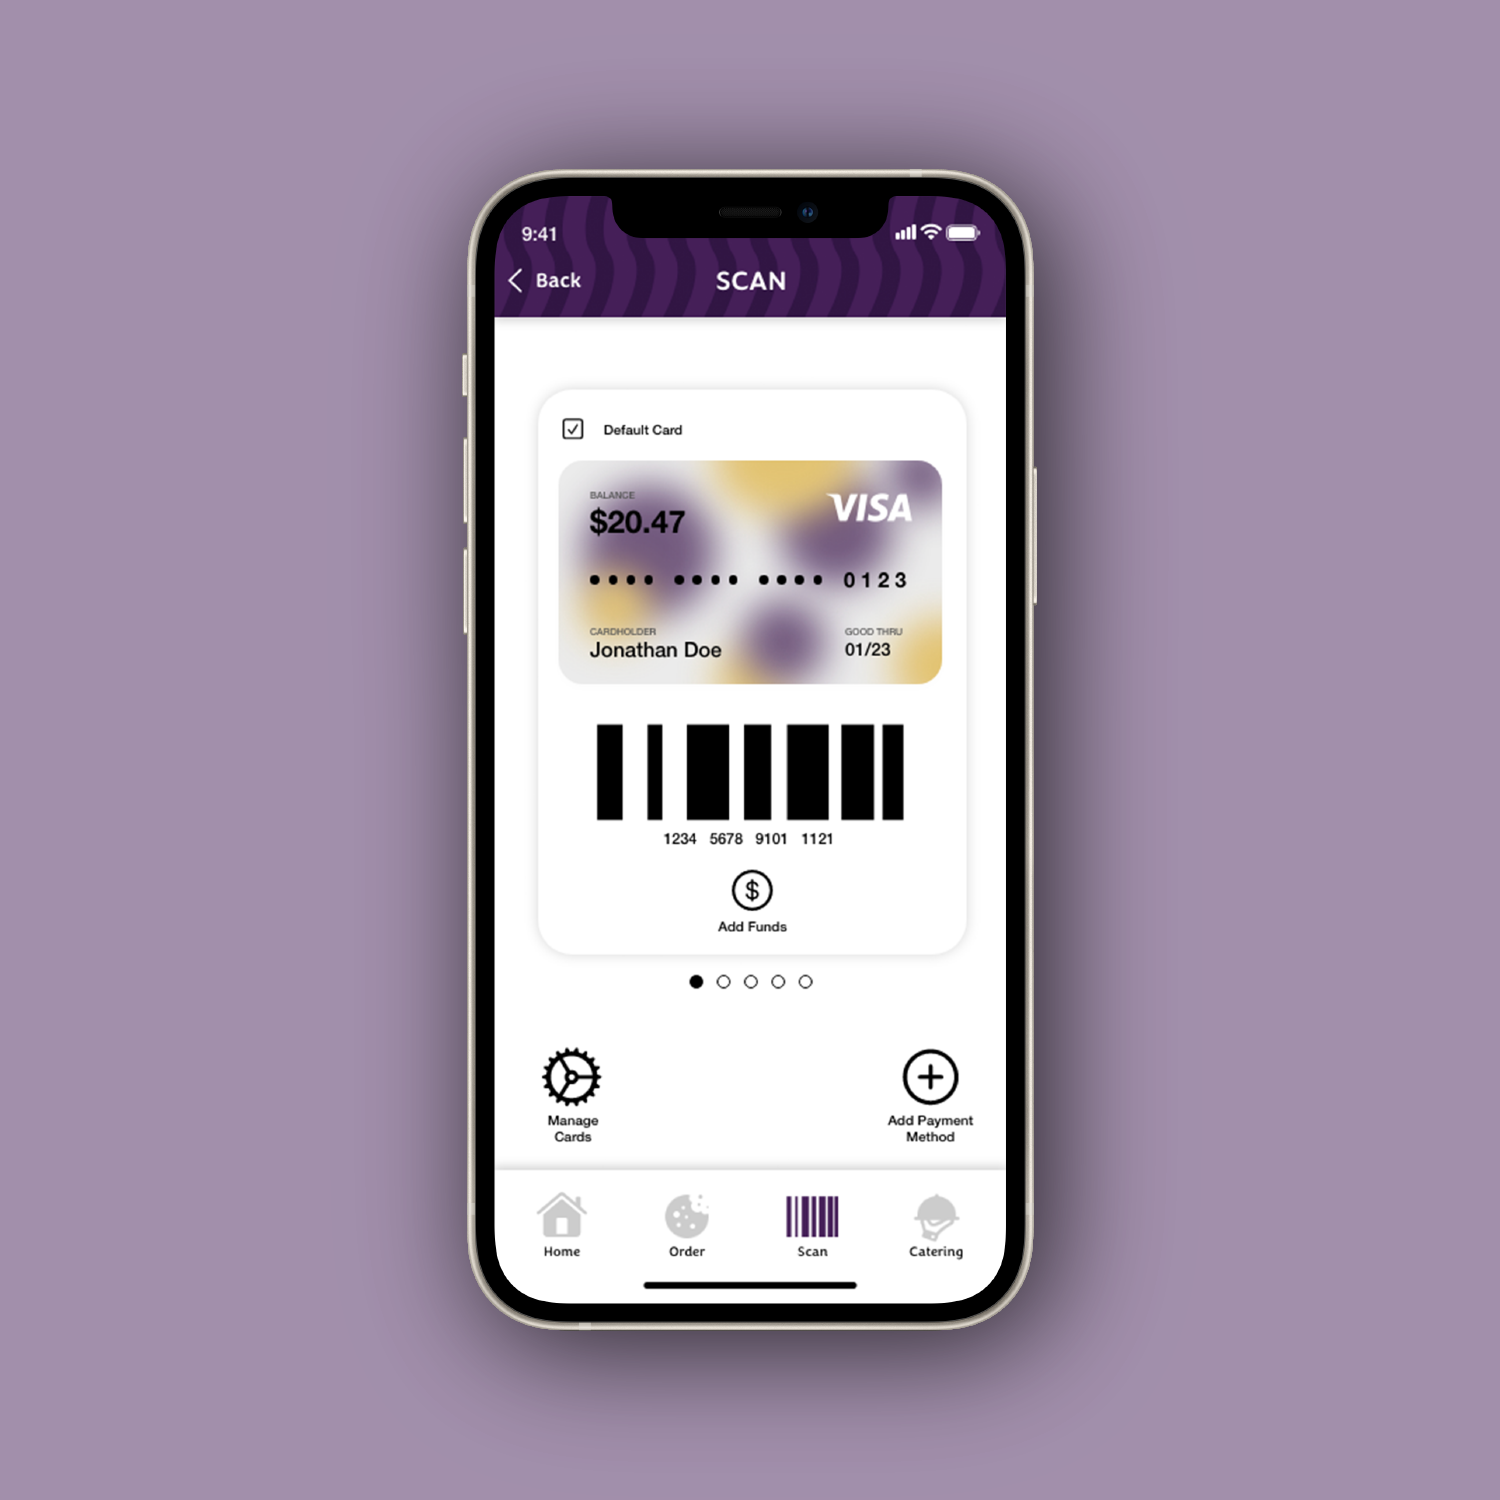 9:41
Back
SCAN
Default Card
BALANCE
$20.47
VISA
•••• •••• •••• 0123
CARDHOLDER
GOOD THRU
Jonathan Doe
01/23
1234 5678 9101 1121
$
Add Funds
Manage
Cards
Add Payment
Method
Home
Order
Scan
Catering